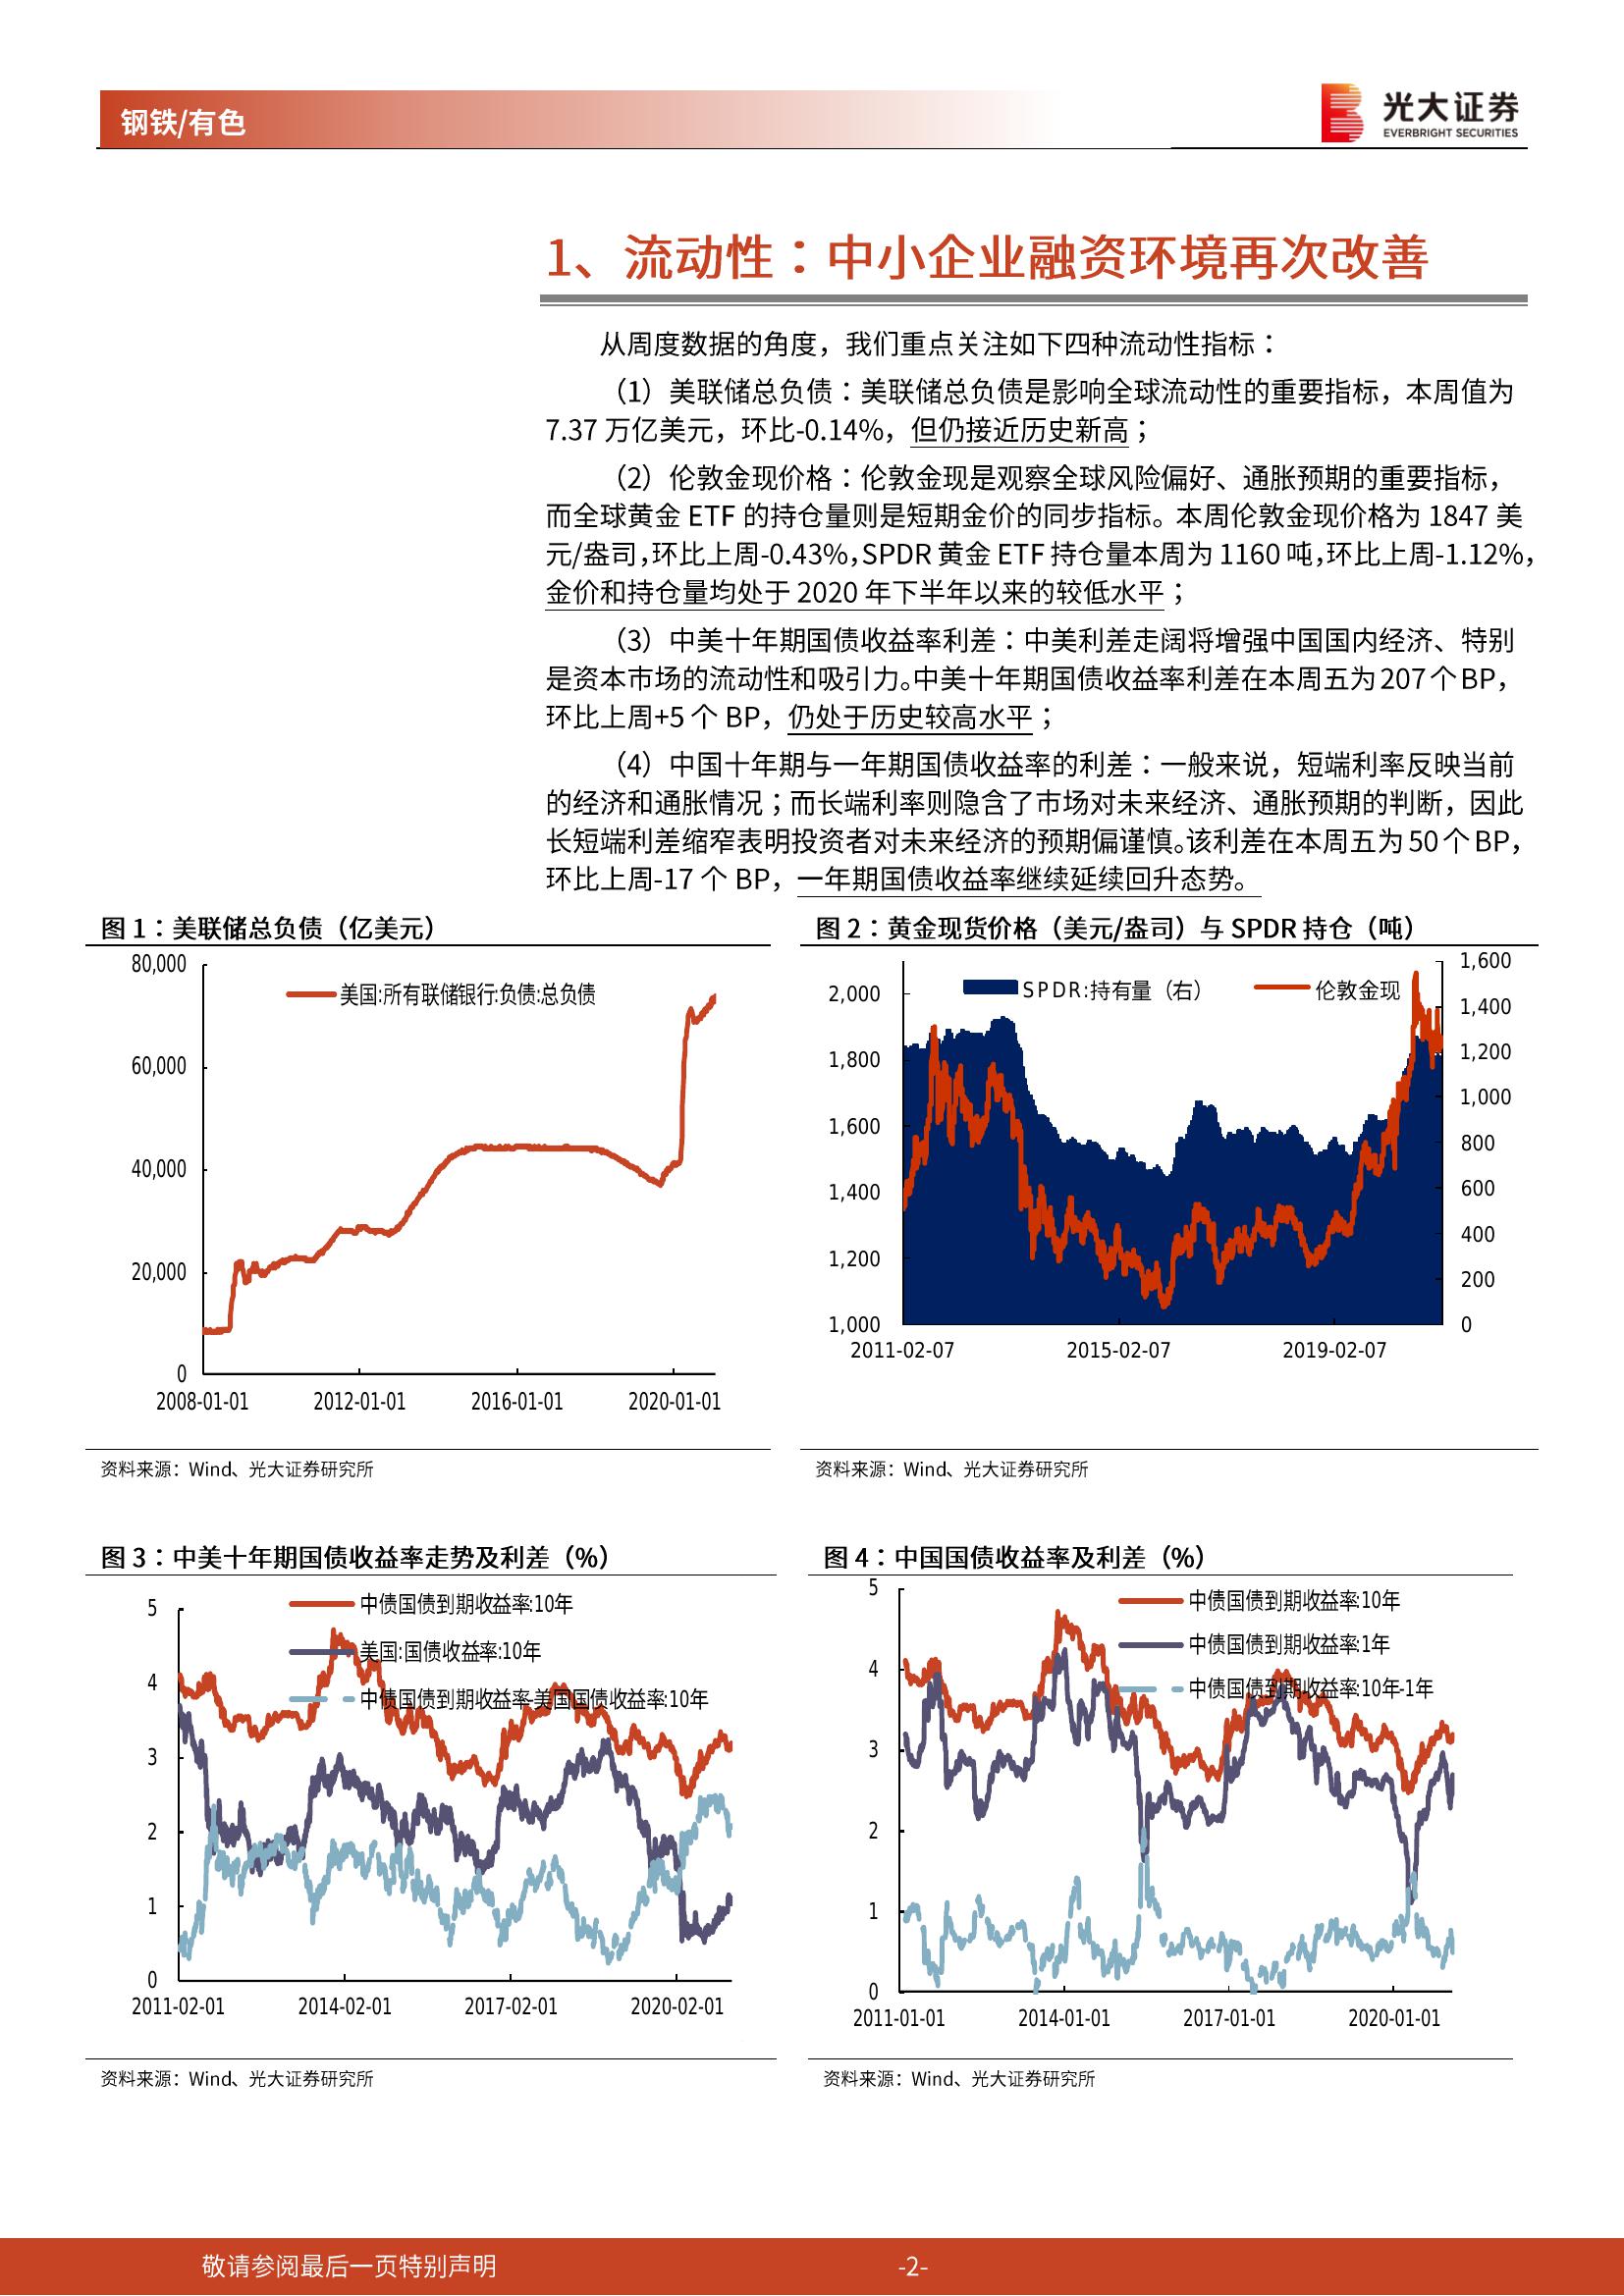 钢铁/有色
光大证券
EVERBRIGHT SECURITIES
1、流动性：中小企业融资环境再次改善
从周度数据的角度，我们重点关注如下四种流动性指标：
（1）美联储总负债：美联储总负债是影响全球流动性的重要指标，本周值为
7.37 万亿美元，环比-0.14%，但仍接近历史新高；
（2）伦敦金现价格：伦敦金现是观察全球风险偏好、通胀预期的重要指标，
而全球黄金 ETF 的持仓量则是短期金价的同步指标。本周伦敦金现价格为 1847 美
元/盎司，环比上周-0.43%，SPDR 黄金 ETF 持仓量本周为 1160 吨，环比上周-1.12%，
金价和持仓量均处于 2020 年下半年以来的较低水平；
（3）中美十年期国债收益率利差：中美利差走阔将增强中国国内经济、特别
是资本市场的流动性和吸引力。中美十年期国债收益率利差在本周五为 207 个 BP，
环比上周+5 个 BP，仍处于历史较高水平；
（4）中国十年期与一年期国债收益率的利差：一般来说，短端利率反映当前
的经济和通胀情况；而长端利率则隐含了市场对未来经济、通胀预期的判断，因此
长短端利差缩窄表明投资者对未来经济的预期偏谨慎。该利差在本周五为 50 个 BP，
环比上周-17 个 BP，一年期国债收益率继续延续回升态势。
图 1：美联储总负债（亿美元）
80,000
60,000
40,000
20,000
0
美国:所有联储银行:负债:总负债
2008-01-01 2012-01-01 2016-01-01 2020-01-01
资料来源：Wind、光大证券研究所
图 2：黄金现货价格（美元/盎司）与 SPDR 持仓（吨）
2,000
1,800
1,600
1,400
1,200
1,000
SPDR:持有量（右） 伦敦金现
1,600
1,400
1,200
1,000
800
600
400
200
0
2011-02-07 2015-02-07 2019-02-07
资料来源：Wind、光大证券研究所
图 3：中美十年期国债收益率走势及利差（%）
5
4
3
2
1
0
中债国债到期收益率:10年
美国:国债收益率:10年
中债国债到期收益率-美国国债收益率:10年
2011-02-01 2014-02-01 2017-02-01 2020-02-01
资料来源：Wind、光大证券研究所
图 4：中国国债收益率及利差（%）
5
4
3
2
1
0
中债国债到期收益率:10年
中债国债到期收益率:1年
中债国债到期收益率:10年-1年
2011-01-01 2014-01-01 2017-01-01 2020-01-01
资料来源：Wind、光大证券研究所
敬请参阅最后一页特别声明 -2-